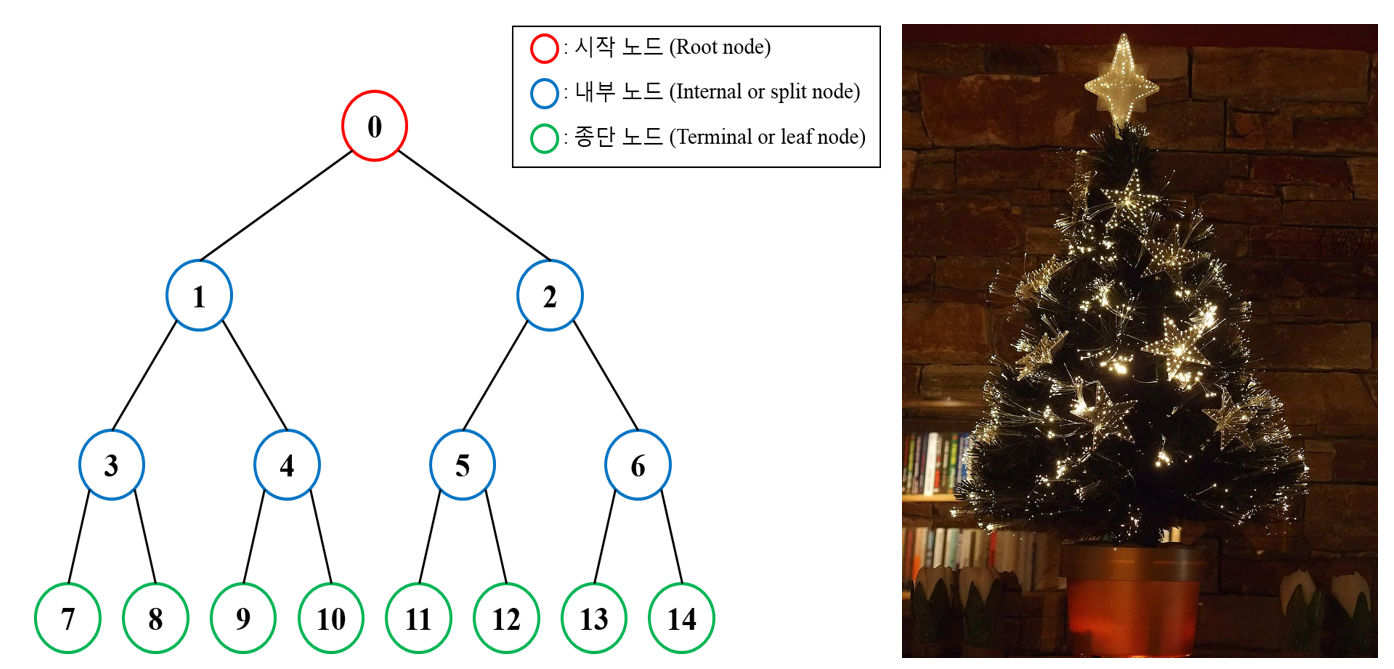 : 시작 노드 (Root node)
: 내부 노드 (Internal or split node)
: 종단 노드 (Terminal or leaf node)
0
1 2
3 4 5 6
7 8 9 10 11 12 13 14